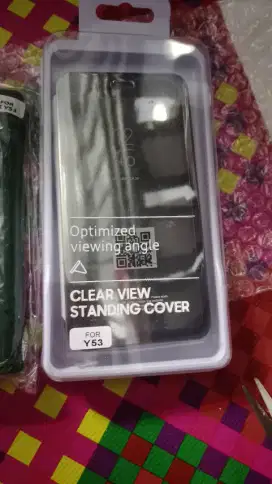 Optimized
viewing angle
CLEAR VIEW
STANDING COVER
FOR
Y53